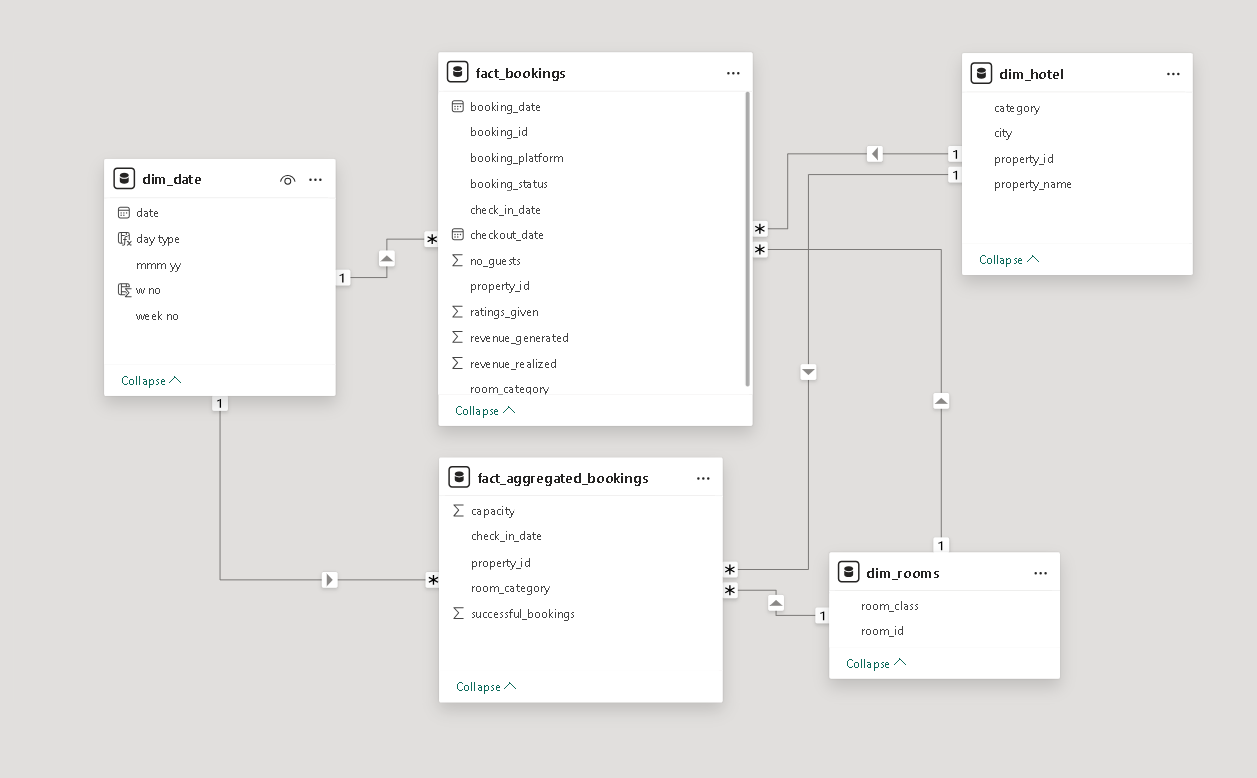 dim_date
date
day type
mmm yy
w no
week no
Collapse
1
1
fact_bookings
booking_date
booking_id
booking_platform
booking_status
check_in_date
checkout_date
no_guests
property_id
ratings_given
revenue_generated
revenue_realized
room_category
Collapse
*
*
*
dim_hotel
category
city
property_id
property_name
Collapse
1
1
fact_aggregated_bookings
capacity
check_in_date
property_id
room_category
successful_bookings
Collapse
*
*
*
dim_rooms
room_class
room_id
Collapse
1
1